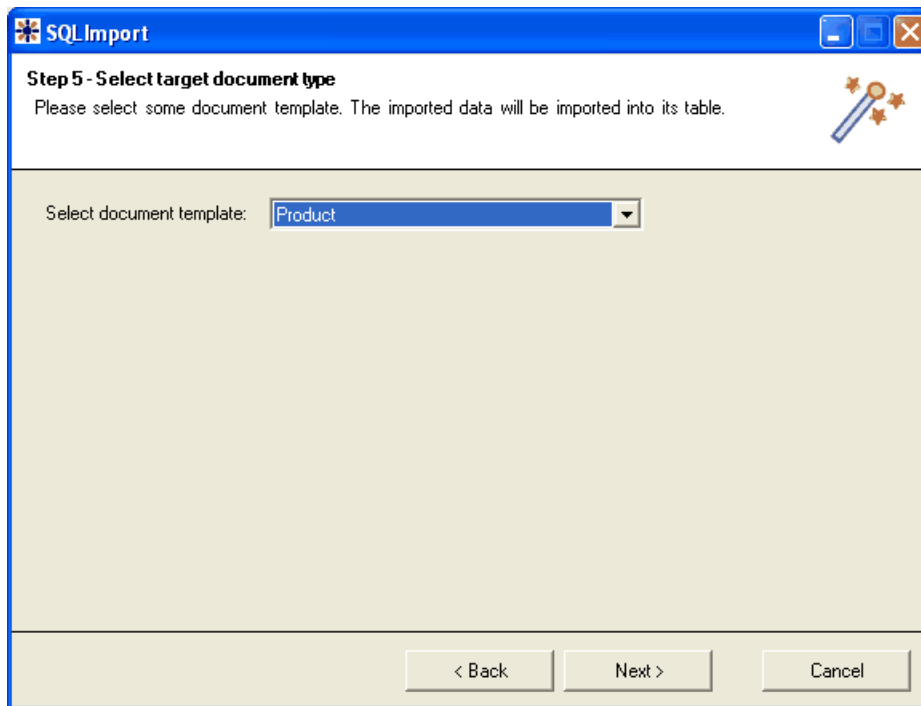 SQLImport
Step 5 - Select target document type
Please select some document template. The imported data will be imported into its table.
Select document template: Product
< Back Next > Cancel